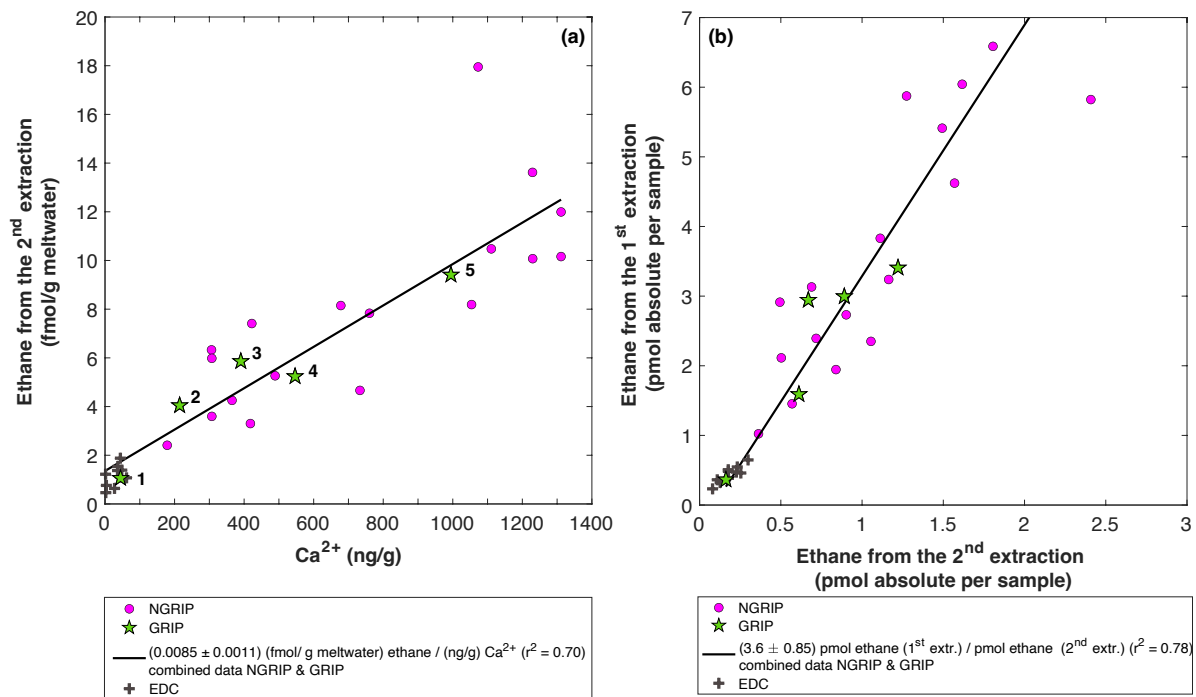 (a)
20
18
16
14
12
10
8
6
4
2
0
0
200
400
600
800
1000
1200
1400
Ethane from the 2nd extraction
(fmol/g meltwater)
Ca2+ (ng/g)
1
2
3
4
5
NGRIP
GRIP
(0.0085 ± 0.0011) (fmol/ g meltwater) ethane / (ng/g) Ca2+ (r2 = 0.70)
combined data NGRIP & GRIP
EDC
(b)
7
6
5
4
3
2
1
0
0
0.5
1
1.5
2
2.5
3
Ethane from the 1st extraction
(pmol absolute per sample)
Ethane from the 2nd extraction
(pmol absolute per sample)
NGRIP
GRIP
(3.6 ± 0.85) pmol ethane (1st extr.) / pmol ethane (2nd extr.) (r2 = 0.78)
combined data NGRIP & GRIP
EDC